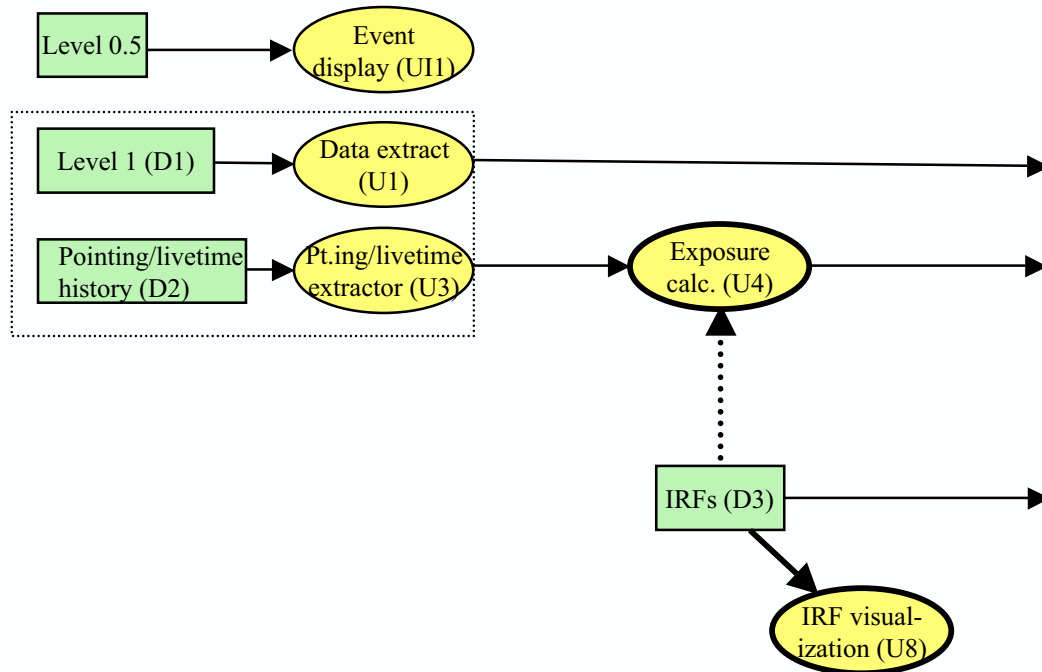 Level 0.5
Event
display (UI1)
Level 1 (D1)
Data extract
(U1)
Pointing/livetime
history (D2)
Pt.ing/livetime
extractor (U3)
Exposure
calc. (U4)
IRFs (D3)
IRF visual-
ization (U8)